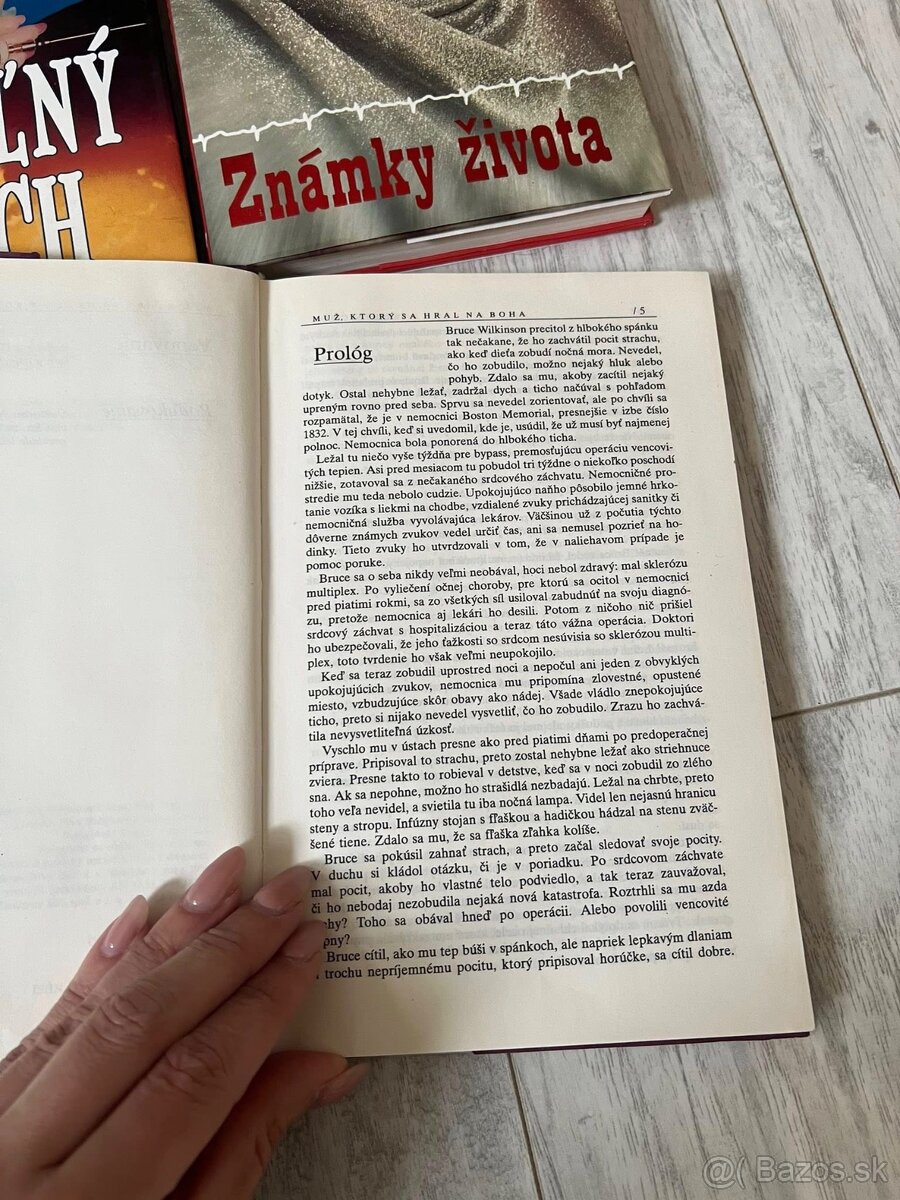 ĽNÝ
CH
Známky života
MUŽ, KTORÝ SA HRAL NA BOHA / 5
Prológ
Bruce Wilkinson precitol z hlbokého spánku
tak nečakane, že ho zachvátil pocit strachu,
ako keď dieťa zobudí nočná mora. Nevedel,
čo ho zobudilo, možno nejaký hluk alebo
pohyb. Zdalo sa mu, akoby zacítil nejaký
dotyk. Ostal nehybne ležať, zadržal dych a ticho načúval s pohľadom
upreným rovno pred seba. Sprvu sa nevedel zorientovať, ale po chvíli sa
rozpamätal, že je v nemocnici Boston Memorial, presnejšie v izbe číslo
1832. V tej chvíli, keď si uvedomil, kde je, usúdil, že už musí byť najmenej
polnoc. Nemocnica bola ponorená do hlbokého ticha.
Ležal tu niečo vyše týždňa pre bypass, premosťujúcu operáciu vencovi-
tých tepien. Asi pred mesiacom tu pobudol tri týždne o niekoľko poschodí
nižšie, zotavoval sa z nečakaného srdcového záchvatu. Nemocničné pro-
stredie mu teda nebolo cudzie. Upokojujúco naňho pôsobilo jemné hrko-
tanie vozíka s liekmi na chodbe, vzdialené zvuky prichádzajúcej sanitky či
nemocničná služba vyvolávajúca lekárov. Väčšinou už z počutia týchto
dôverne známych zvukov vedel určiť čas, ani sa nemusel pozrieť na ho-
dinky. Tieto zvuky ho utvrdzovali v tom, že v naliehavom prípade je
pomoc poruke.
Bruce sa o seba nikdy veľmi neobával, hoci nebol zdravý: mal sklerózu
multiplex. Po vyliečení očnej choroby, pre ktorú sa ocitol v nemocnici
pred piatimi rokmi, sa zo všetkých síl usiloval zabudnúť na svoju diagnó-
zu, pretože nemocnica aj lekári ho desili. Potom z ničoho nič prišiel
srdcový záchvat s hospitalizáciou a teraz táto vážna operácia. Doktori
ho ubezpečovali, že jeho ťažkosti so srdcom nesúvisia so sklerózou multi-
plex, toto tvrdenie ho však veľmi neupokojilo.
Keď sa teraz zobudil uprostred noci a nepočul ani jeden z obvyklých
upokojujúcich zvukov, nemocnica mu pripomína zlovestné, opustené
miesto, vzbudzujúce skôr obavy ako nádej. Všade vládlo znepokojujúce
ticho, preto si nijako nevedel vysvetliť, čo ho zobudilo. Zrazu ho zachvá-
tila nevysvetliteľná úzkosť.
Vyschlo mu v ústach presne ako pred piatimi dňami po predoperačnej
príprave. Pripisoval to strachu, preto zostal nehybne ležať ako striehnuce
zviera. Presne takto to robieval v detstve, keď sa v noci zobudil zo zlého
sna. Ak sa nepohne, možno ho strašidlá nezbadajú. Ležal na chrbte, preto
toho veľa nevidel, a svietila tu iba nočná lampa. Videl len nejasnú hranicu
steny a stropu. Infúzny stojan s fľaškou a hadičkou hádzal na stenu zväč-
šené tiene. Zdalo sa mu, že sa fľaška zľahka kolíše.
Bruce sa pokúsil zahnať strach, a preto začal sledovať svoje pocity.
V duchu si kládol otázku, či je v poriadku. Po srdcovom záchvate
mal pocit, akoby ho vlastné telo podviedlo, a tak teraz zauvažoval,
či ho nebodaj nezobudila nejaká nová katastrofa. Roztrhli sa mu azda
hy? Toho sa obával hneď po operácii. Alebo povolili vencovité
pny?
Bruce cítil, ako mu tep búši v spánkoch, ale napriek lepkavým dlaniam
trochu nepríjemnému pocitu, ktorý pripisoval horúčke, sa cítil dobre.
@( Bazos.sk